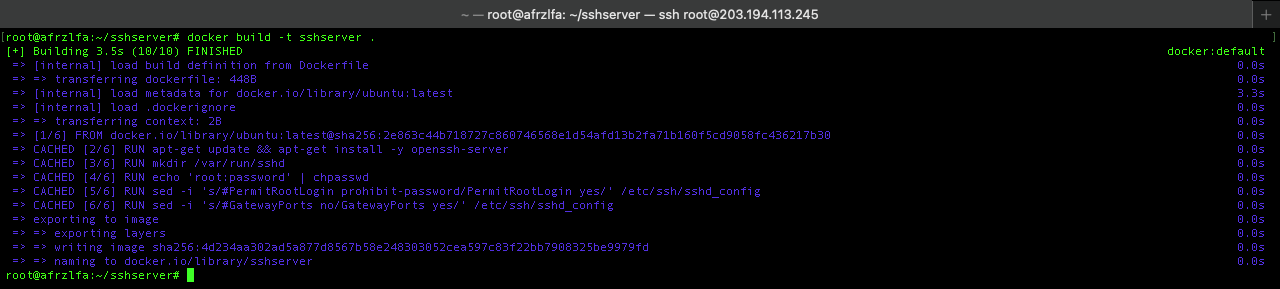 ~ — root@afrzlfa: ~/sshserver — ssh root@203.194.113.245
[root@afrzlfa:~/sshserver# docker build -t sshserver . ]
[+] Building 3.5s (10/10) FINISHED docker:default
=> [internal] load build definition from Dockerfile 0.0s
=> => transferring dockerfile: 448B 0.0s
=> [internal] load metadata for docker.io/library/ubuntu:latest 3.3s
=> [internal] load .dockerignore 0.0s
=> => transferring context: 2B 0.0s
=> [1/6] FROM docker.io/library/ubuntu:latest@sha256:2e863c44b718727c860746568e1d54afd13b2fa71b160f5cd9058fc436217b30 0.0s
=> CACHED [2/6] RUN apt-get update && apt-get install -y openssh-server 0.0s
=> CACHED [3/6] RUN mkdir /var/run/sshd 0.0s
=> CACHED [4/6] RUN echo 'root:password' | chpasswd 0.0s
=> CACHED [5/6] RUN sed -i 's/#PermitRootLogin prohibit-password/PermitRootLogin yes/' /etc/ssh/sshd_config 0.0s
=> CACHED [6/6] RUN sed -i 's/#GatewayPorts no/GatewayPorts yes/' /etc/ssh/sshd_config 0.0s
=> exporting to image 0.0s
=> => exporting layers 0.0s
=> => writing image sha256:4d234aa302ad5a877d8567b58e248303052cea597c83f22bb7908325be9979fd 0.0s
=> => naming to docker.io/library/sshserver 0.0s
root@afrzlfa:~/sshserver#